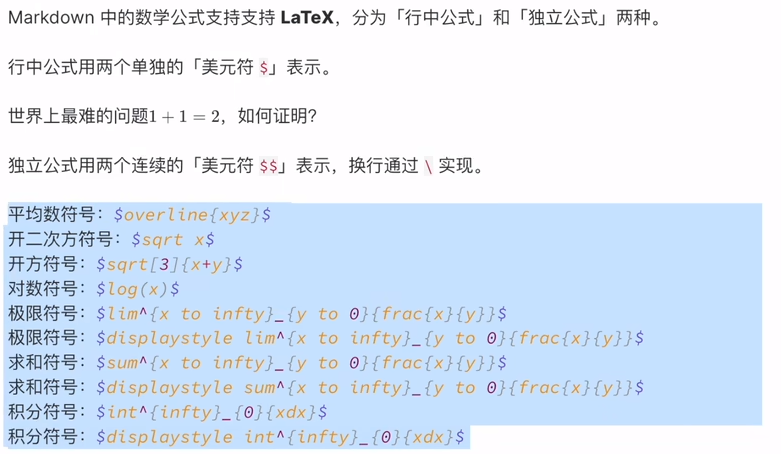 Markdown 中的数学公式支持支持 LaTeX，分为「行中公式」和「独立公式」两种。
行中公式用两个单独的「美元符 $」表示。
世界上最难的问题1 + 1 = 2，如何证明?
独立公式用两个连续的「美元符 $$」表示，换行通过 \ 实现。
平均数符号：$overline{xyz}$
开二次方符号：$sqrt x$
开方符号：$sqrt[3]{x+y}$
对数符号：$log(x)$
极限符号：$lim^{x to infty}_{y to 0}{frac{x}{y}}$
极限符号：$displaystyle lim^{x to infty}_{y to 0}{frac{x}{y}}$
求和符号：$sum^{x to infty}_{y to 0}{frac{x}{y}}$
求和符号：$displaystyle sum^{x to infty}_{y to 0}{frac{x}{y}}$
积分符号：$int^{infty}_{0}{xdx}$
积分符号：$displaystyle int^{infty}_{0}{xdx}$